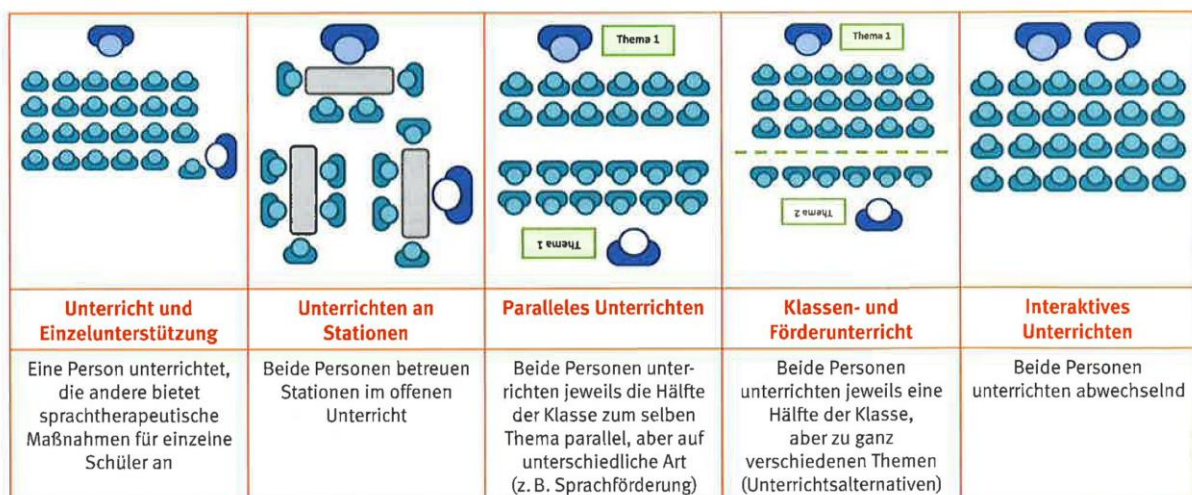 Thema 1
Thema 1
Thema 1
Thema 2
Unterricht und
Einzelunterstützung
Unterrichten an
Stationen
Paralleles Unterrichten
Klassen- und
Förderunterricht
Interaktives
Unterrichten
Eine Person unterrichtet,
die andere bietet
sprachtherapeutische
Maßnahmen für einzelne
Schüler an
Beide Personen betreuen
Stationen im offenen
Unterricht
Beide Personen unter-
richten jeweils die Hälfte
der Klasse zum selben
Thema parallel, aber auf
unterschiedliche Art
(z. B. Sprachförderung)
Beide Personen
unterrichten jeweils eine
Hälfte der Klasse,
aber zu ganz
verschiedenen Themen
(Unterrichtsalternativen)
Beide Personen
unterrichten abwechselnd